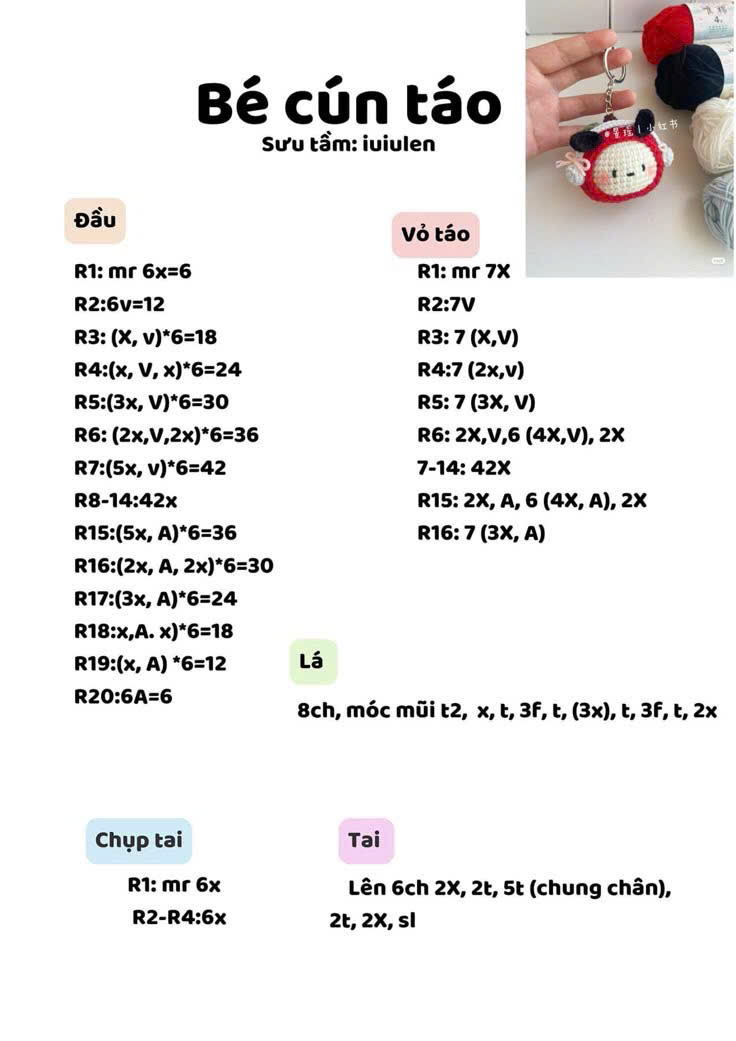 Bé cún táo
Sưu tầm: iuiulen
Đầu
R1: mr 6x=6
R2:6v=12
R3: (X, v)*6=18
R4:(x, V, x)*6=24
R5:(3x, V)*6=30
R6: (2x,V,2x)*6=36
R7:(5x, v)*6=42
R8-14:42x
R15:(5x, A)*6=36
R16:(2x, A, 2x)*6=30
R17:(3x, A)*6=24
R18:x,A. x)*6=18
R19:(x, A) *6=12
R20:6A=6
Vỏ táo
R1: mr 7X
R2:7V
R3: 7 (X,V)
R4:7 (2x,v)
R5: 7 (3X, V)
R6: 2X,V,6 (4X,V), 2X
7-14: 42X
R15: 2X, A, 6 (4X, A), 2X
R16: 7 (3X, A)
Lá
8ch, móc mũi t2, x, t, 3f, t, (3x), t, 3f, t, 2x
Chụp tai
R1: mr 6x
R2-R4:6x
Tai
Lên 6ch 2X, 2t, 5t (chung chân),
2t, 2X, sl
小红书